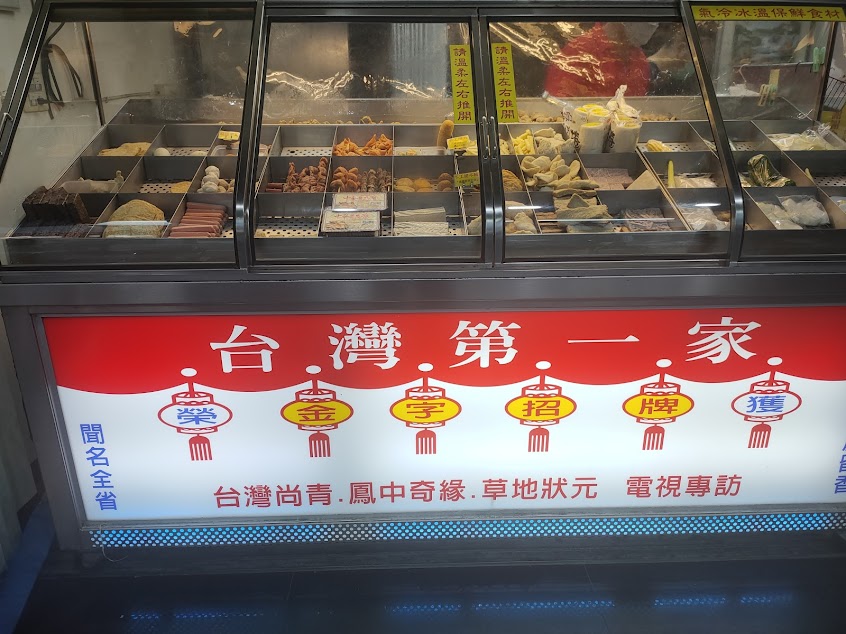 氣冷冰溫保鮮食材
請溫柔左右推開
請溫柔左右推開
台灣第一家
榮金字招牌獲
聞名全省
台灣尚青.鳳中奇緣.草地狀元 電視專訪